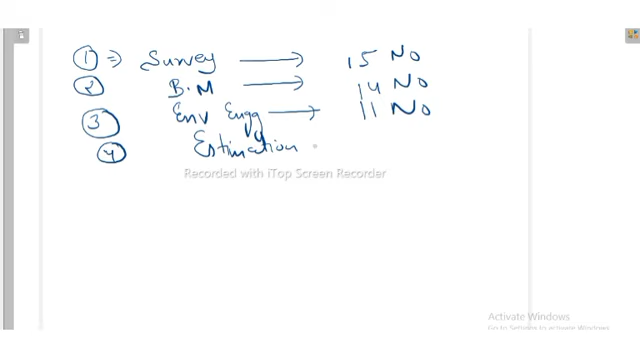 ① ⇒ Survey → 15 No
② B.M → 14 No
③ Env Engg → 11 No
④ Estimation
Recorded with iTop Screen Recorder
Activate Windows
Go to Settings to activate Windows.